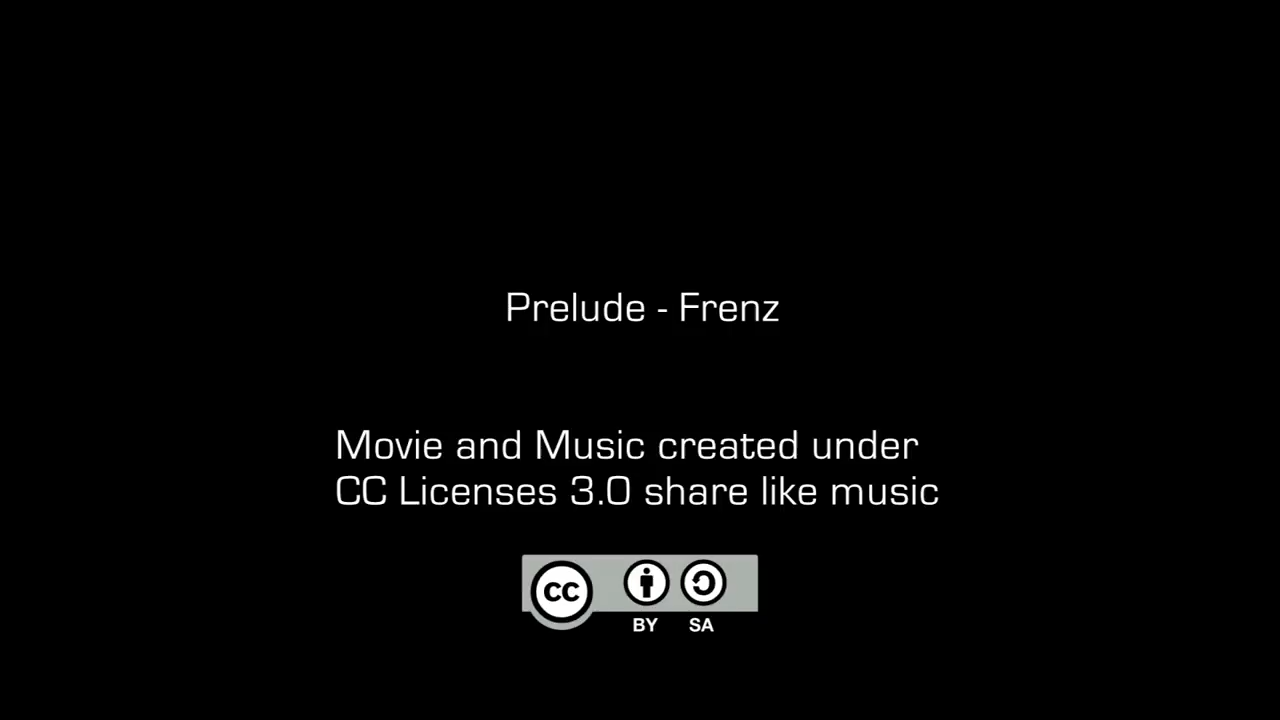 Prelude - Frenz
Movie and Music created under
CC Licenses 3.0 share like music
CC
BY SA